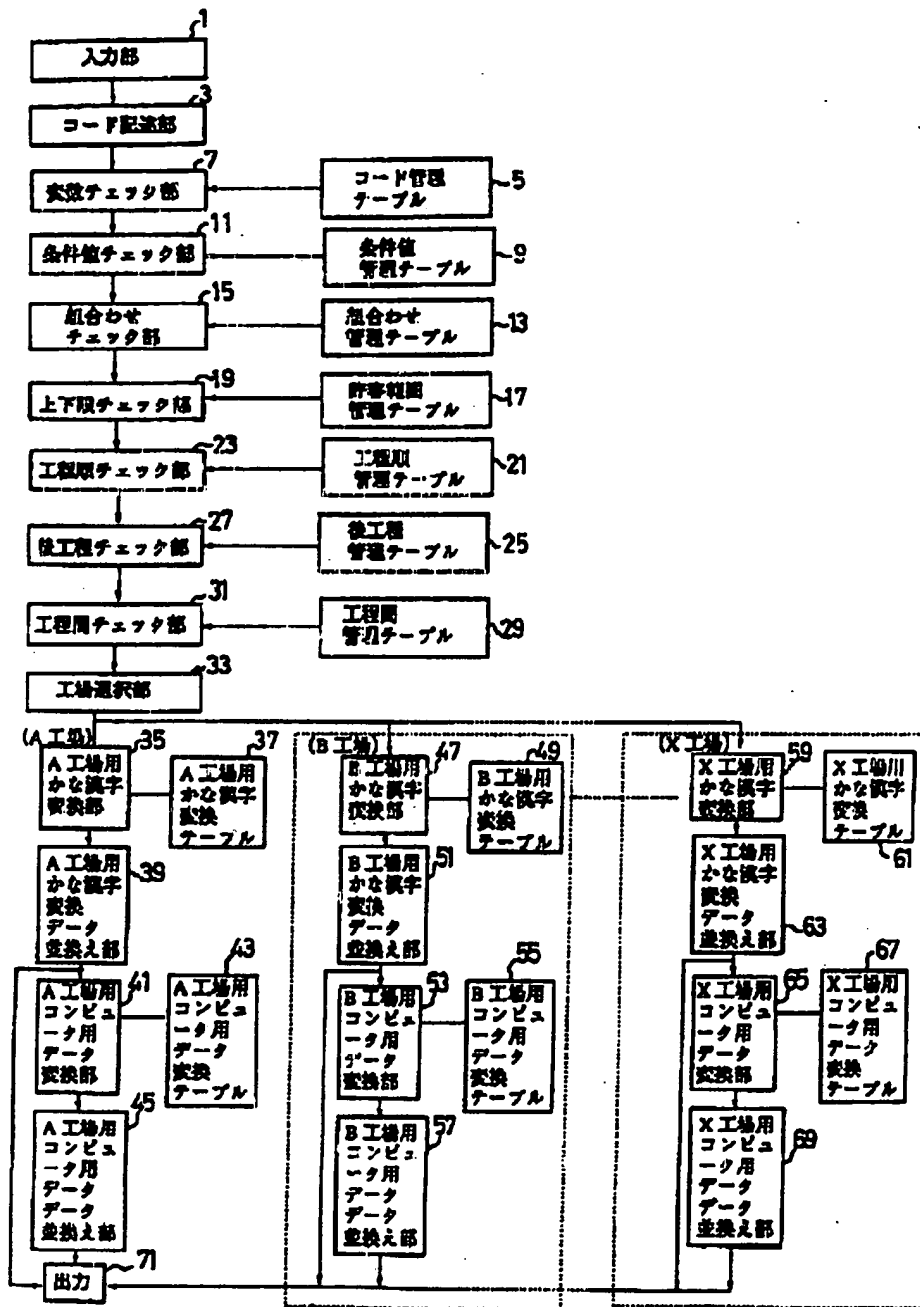 1
入力部
3
コード記述部
7
変数チェック部
コード管理
テーブル
5
11
条件値チェック部
条件値
管理テーブル
9
15
組合わせ
チェック部
組合わせ
管理テーブル
13
19
上下限チェック部
許容範囲
管理テーブル
17
23
工程順チェック部
工程順
管理テーブル
21
27
後工程チェック部
後工程
管理テーブル
25
31
工程間チェック部
工程間
管理テーブル
29
33
工場選択部
(A工場)
35
A工場用
かな漢字
変換部
37
A工場用
かな漢字
変換
テーブル
39
A工場用
かな漢字
変換
データ
並換え部
41
A工場用
コンピュ
ータ用
データ
変換部
43
A工場用
コンピュ
ータ用
データ
変換
テーブル
45
A工場用
コンピュ
ータ用
データ
データ
並換え部
71
出力
(B工場)
47
B工場用
かな漢字
変換部
49
B工場用
かな漢字
変換
テーブル
51
B工場用
かな漢字
変換
データ
並換え部
53
B工場用
コンピュ
ータ用
データ
変換部
55
B工場用
コンピュ
ータ用
データ
変換
テーブル
57
B工場用
コンピュ
ータ用
データ
データ
並換え部
(X工場)
59
X工場用
かな漢字
変換部
X工場用
かな漢字
変換
テーブル
61
X工場用
かな漢字
変換
データ
並換え部
63
65
X工場用
コンピュ
ータ用
データ
変換部
67
X工場用
コンピュ
ータ用
データ
変換
テーブル
X工場用
コンピュ
ータ用
データ
データ
並換え部
69